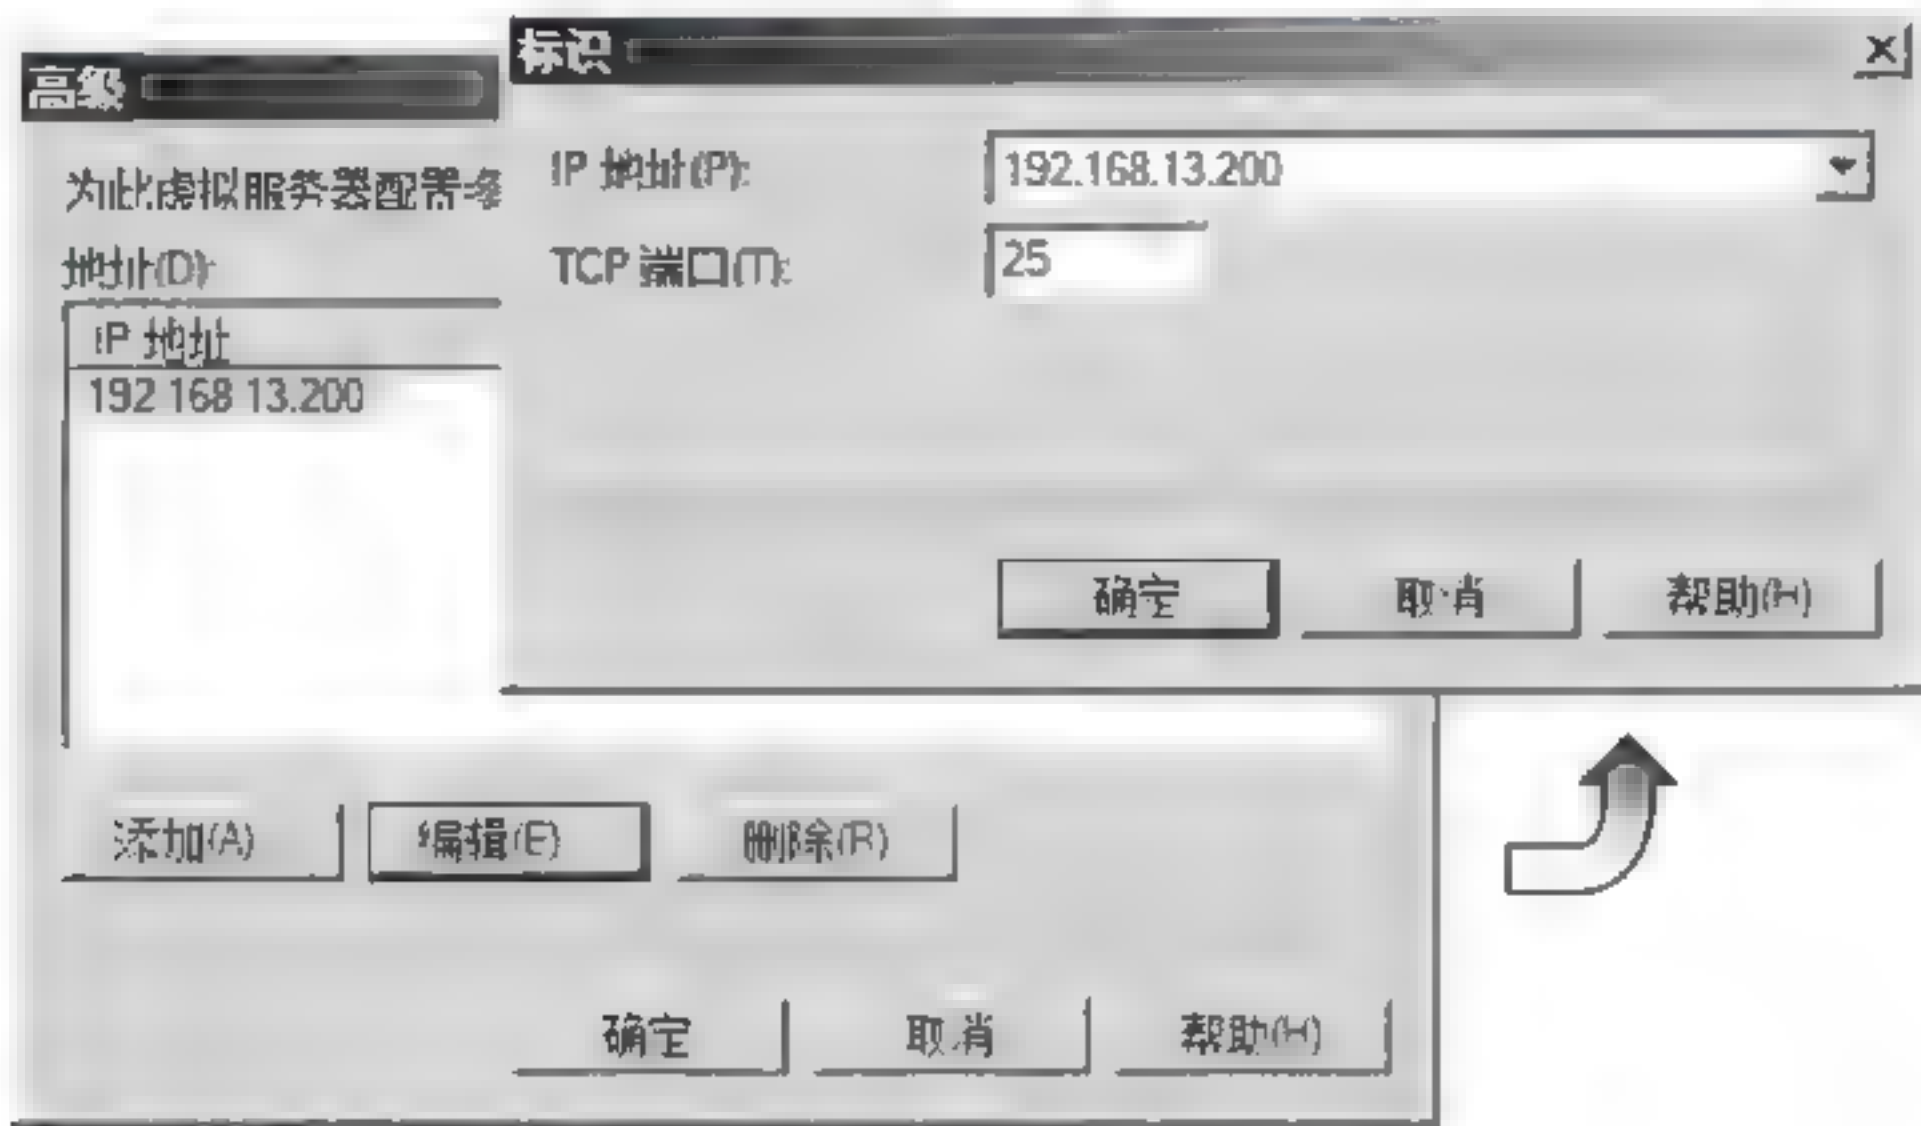 高级
为此虚拟服务器配置多
地址(D):
IP 地址
192 168 13.200
添加(A)
编辑(E)
删除(R)
确定
取消
帮助(H)
标识
IP 地址(P):
192.168.13.200
TCP 端口(T):
25
确定
取消
帮助(H)